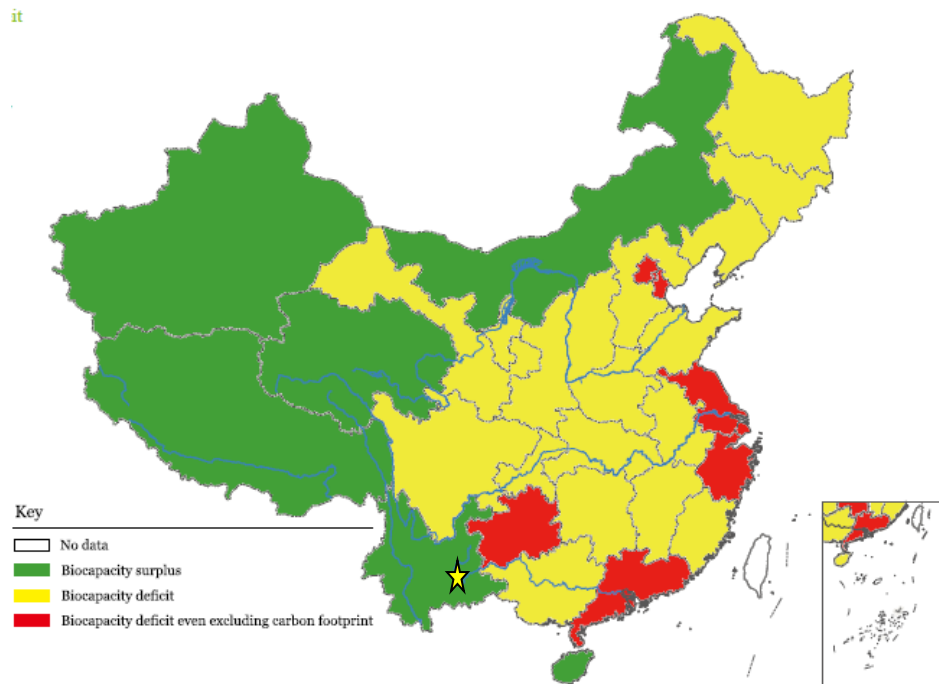 it
Key
No data
Biocapacity surplus
Biocapacity deficit
Biocapacity deficit even excluding carbon footprint